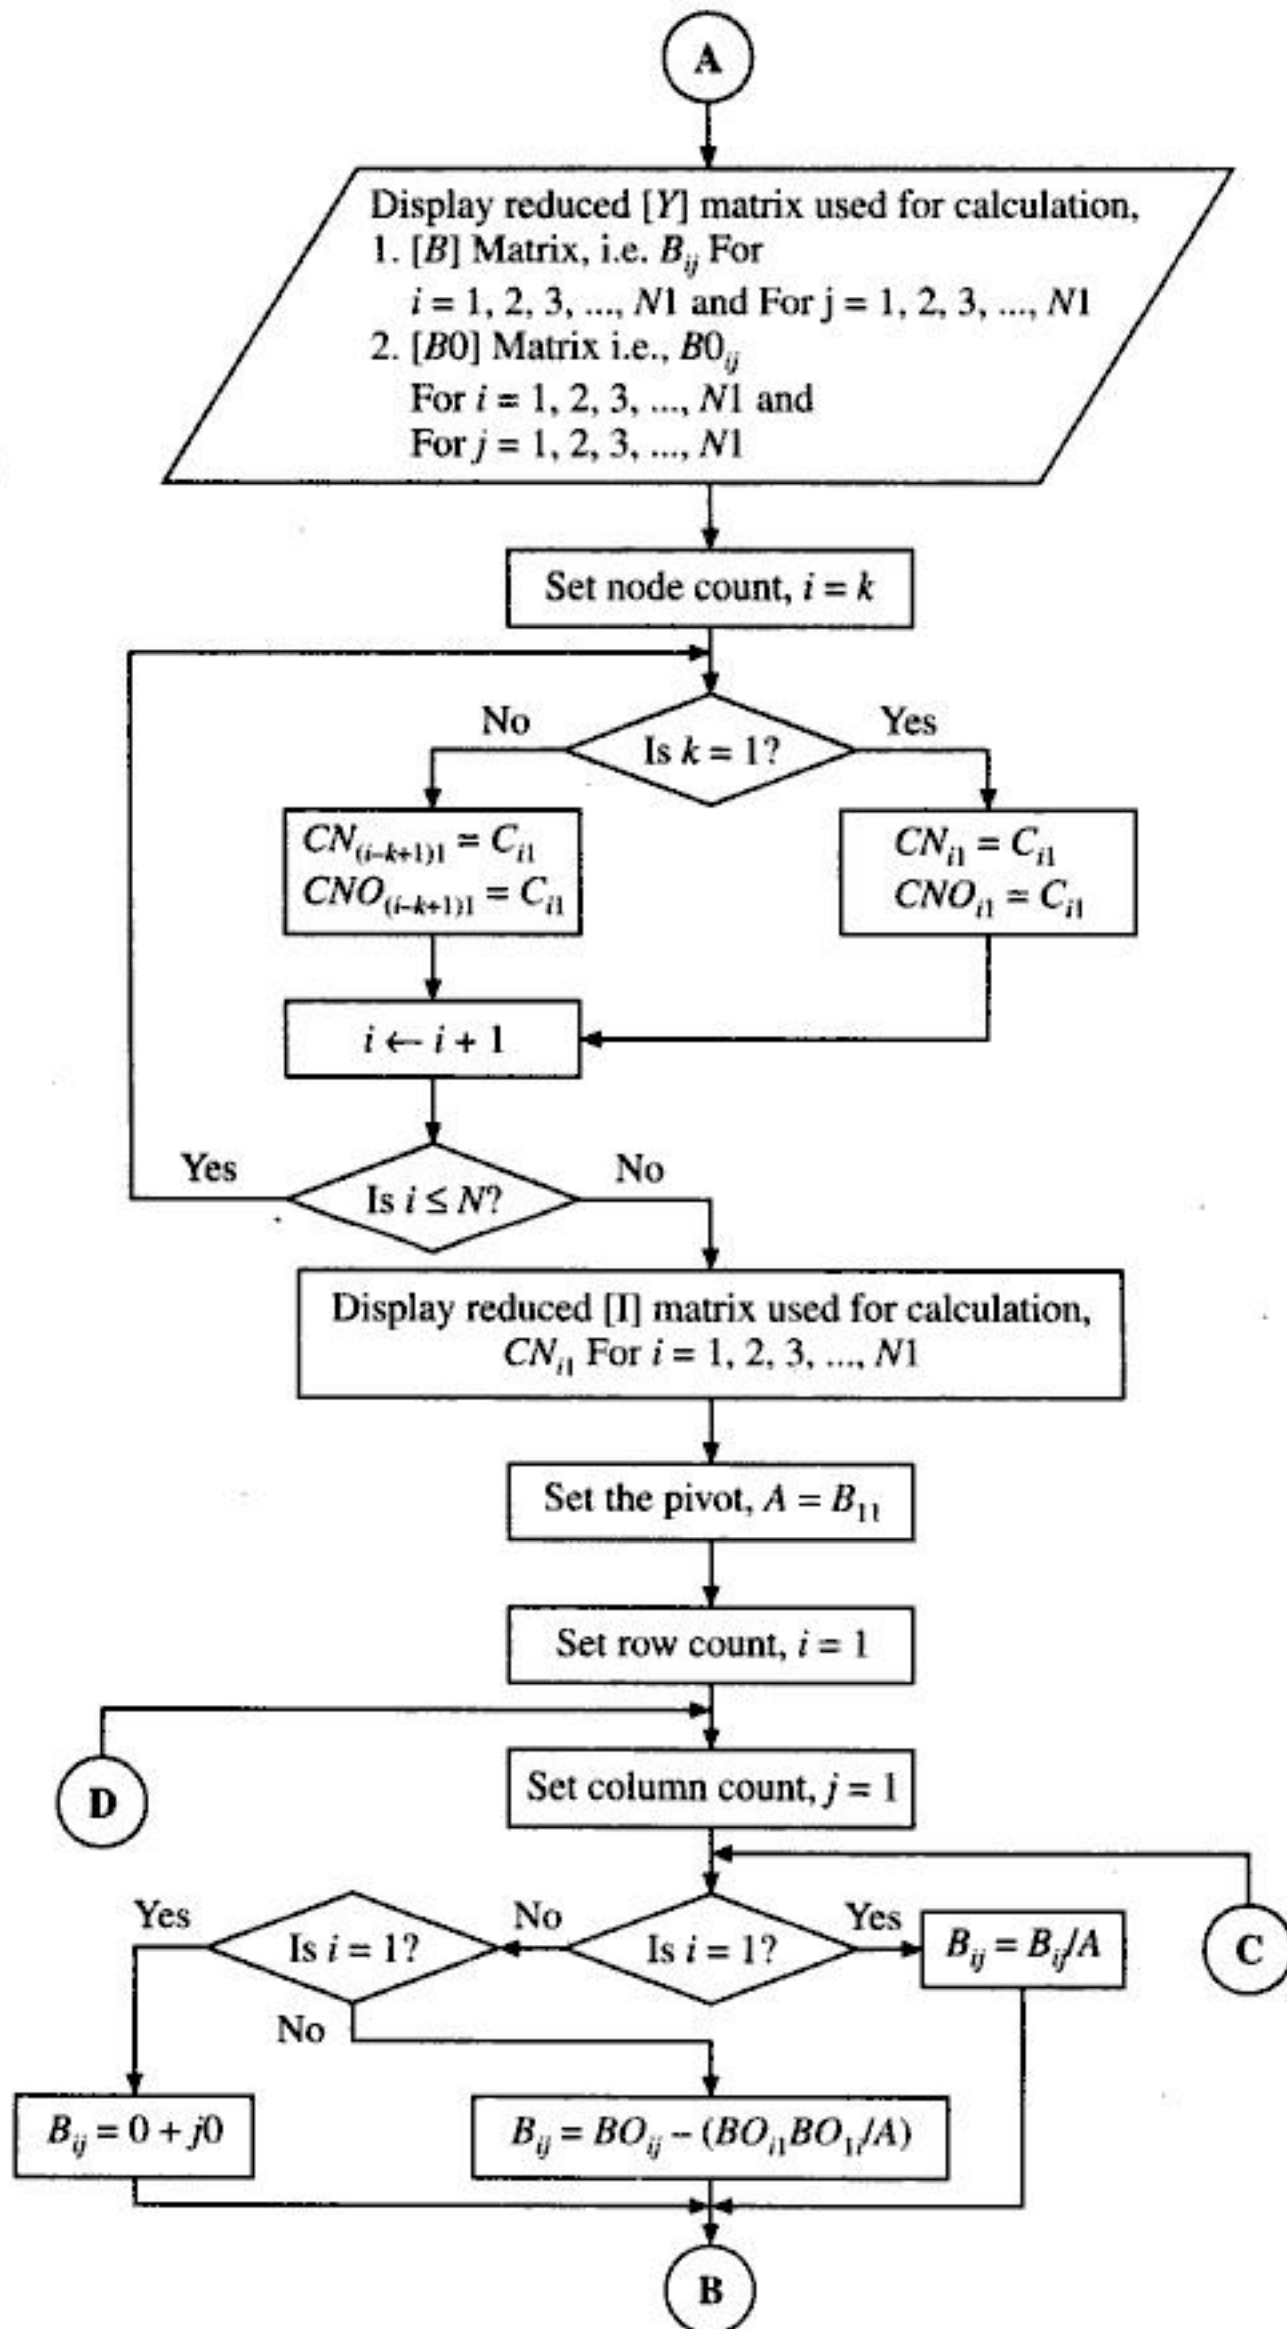 A
Display reduced [Y] matrix used for calculation,
1. [B] Matrix, i.e. B_ij For
i = 1, 2, 3, ..., N1 and For j = 1, 2, 3, ..., N1
2. [B0] Matrix i.e., B0_ij
For i = 1, 2, 3, ..., N1 and
For j = 1, 2, 3, ..., N1
Set node count, i = k
No
Is k = 1?
Yes
CN_(i–k+1)1 = C_i1
CNO_(i–k+1)1 = C_i1
CN_i1 = C_i1
CNO_i1 = C_i1
i ← i + 1
Yes
Is i ≤ N?
No
Display reduced [I] matrix used for calculation,
CN_i1 For i = 1, 2, 3, ..., N1
Set the pivot, A = B_11
Set row count, i = 1
D
Set column count, j = 1
Yes
Is i = 1?
No
Is i = 1?
Yes
B_ij = B_ij/A
C
No
B_ij = 0 + j0
B_ij = BO_ij – (BO_i1BO_1i/A)
B